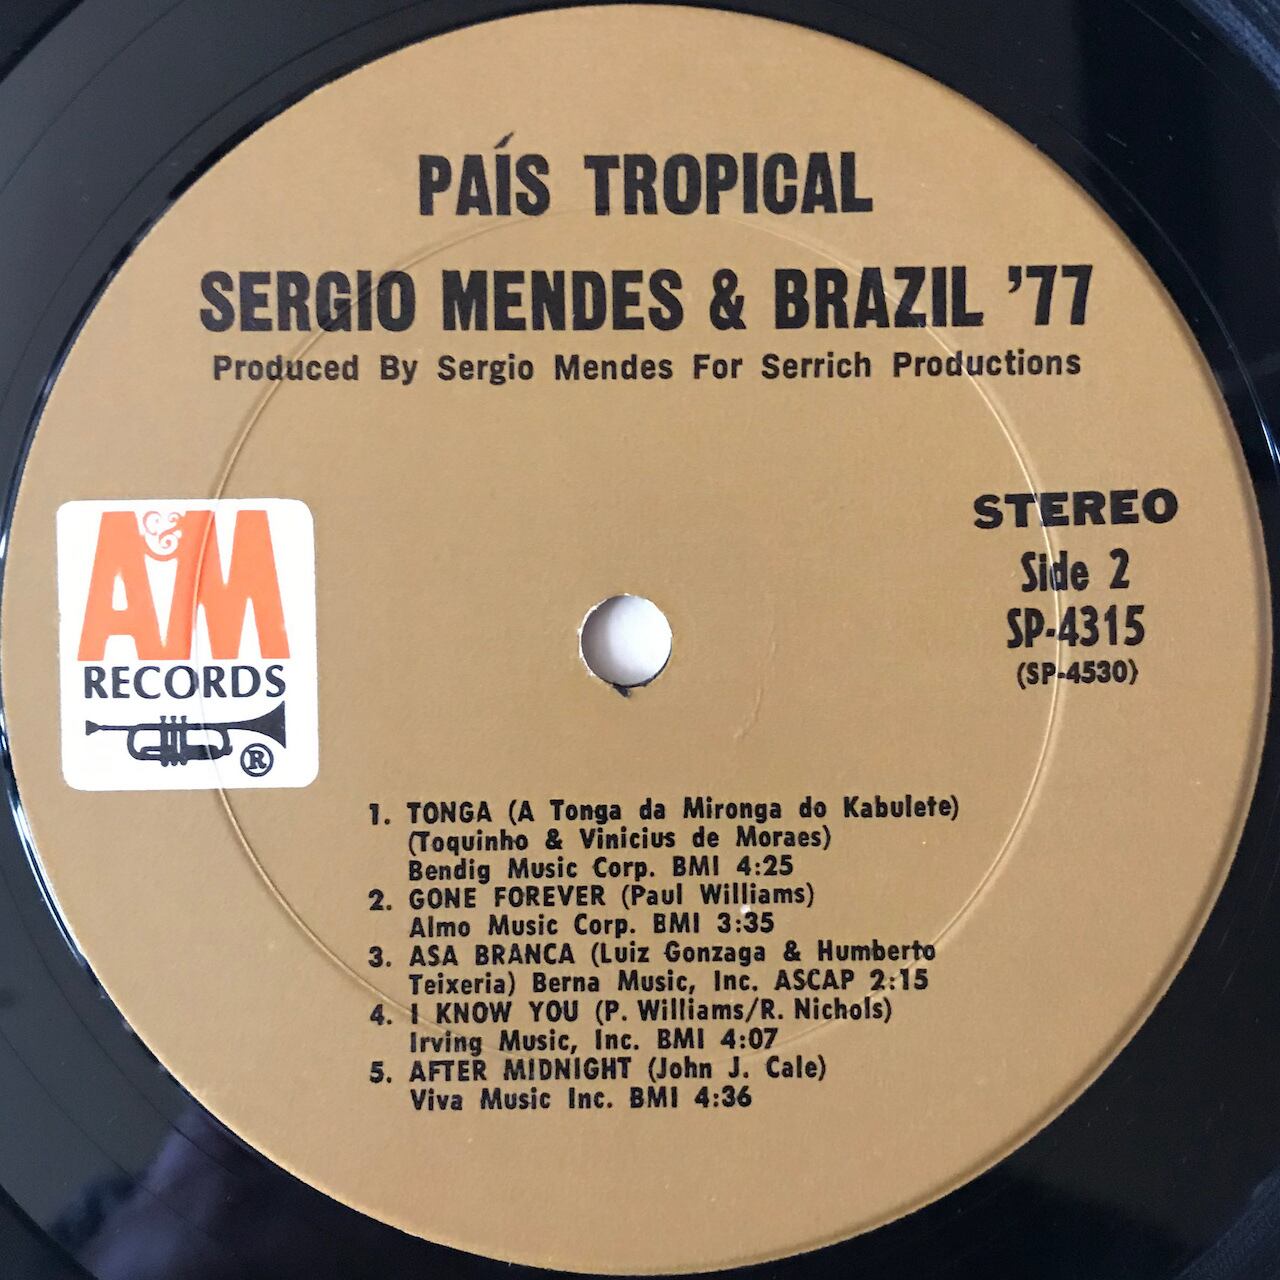 PAÍS TROPICAL
SERGIO MENDES & BRAZIL '77
Produced By Sergio Mendes For Serrich Productions
A&M
RECORDS
®
STEREO
Side 2
SP-4315
(SP-4530)
1. TONGA (A Tonga da Mironga do Kabulete)
(Toquinho & Vinicius de Moraes)
Bendig Music Corp. BMI 4:25
2. GONE FOREVER (Paul Williams)
Almo Music Corp. BMI 3:35
3. ASA BRANCA (Luiz Gonzaga & Humberto
Teixeria) Berna Music, Inc. ASCAP 2:15
4. I KNOW YOU (P. Williams/R. Nichols)
Irving Music, Inc. BMI 4:07
5. AFTER MIDNIGHT (John J. Cale)
Viva Music Inc. BMI 4:36